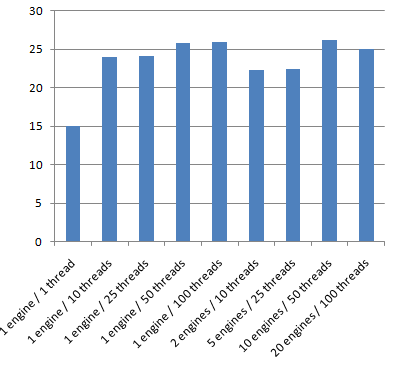 30
25
20
15
10
5
0
1 engine / 1 thread
1 engine / 10 threads
1 engine / 25 threads
1 engine / 50 threads
1 engine / 100 threads
2 engines / 10 threads
5 engines / 25 threads
10 engines / 50 threads
20 engines / 100 threads